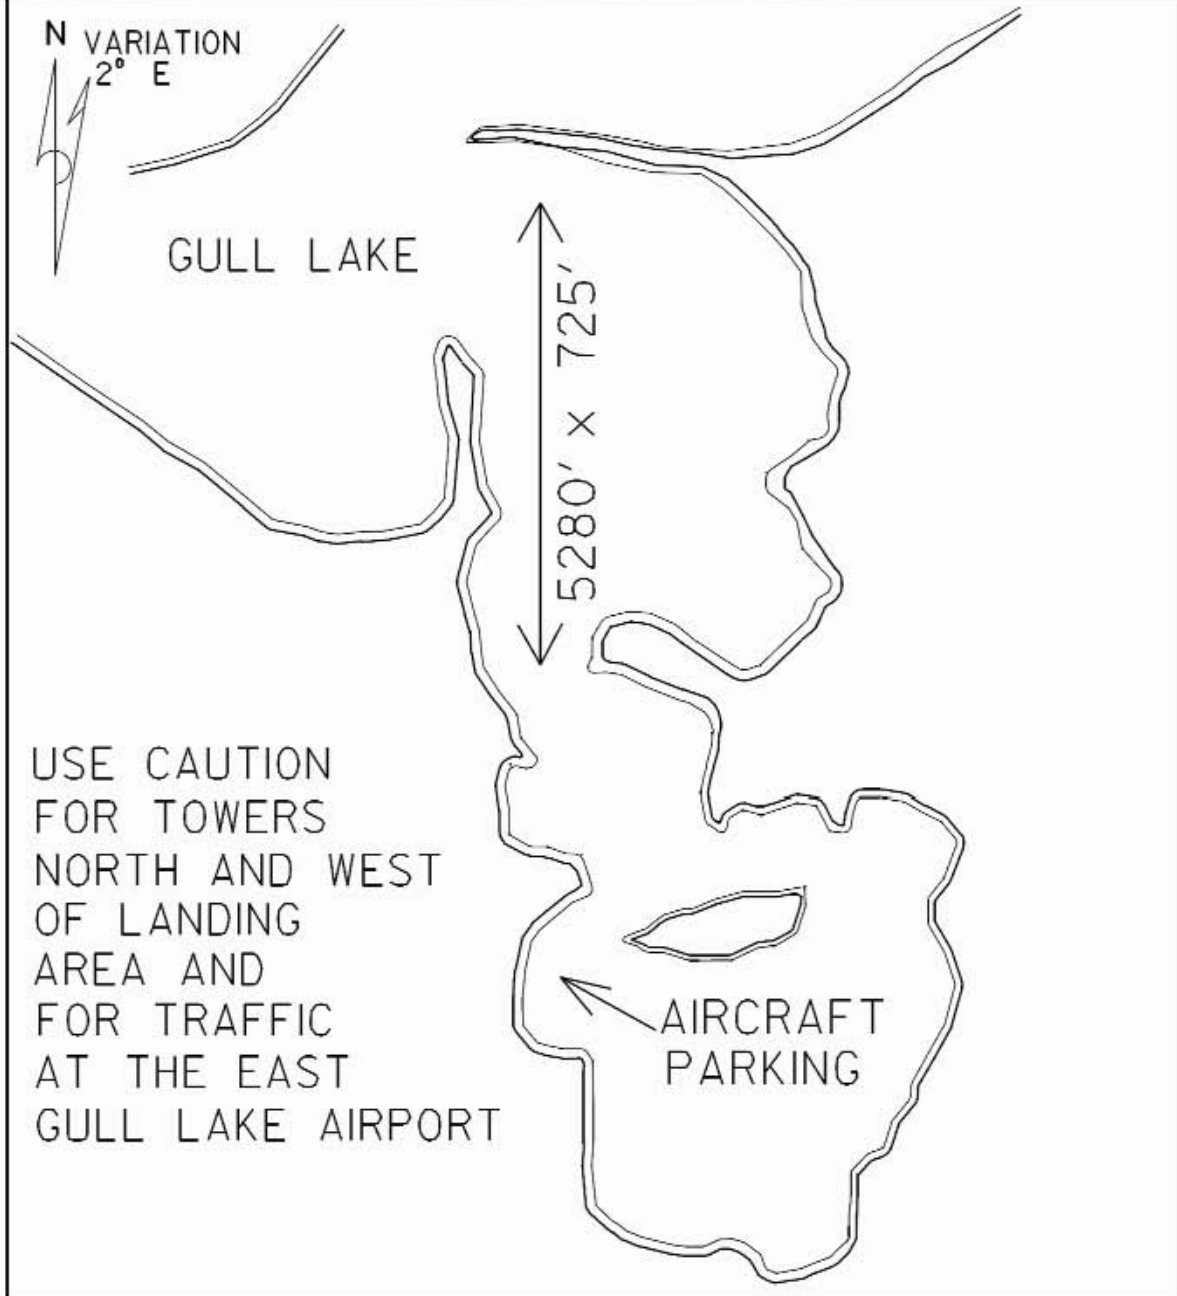 N VARIATION
2° E
GULL LAKE
5280' x 725'
USE CAUTION
FOR TOWERS
NORTH AND WEST
OF LANDING
AREA AND
FOR TRAFFIC
AT THE EAST
GULL LAKE AIRPORT
AIRCRAFT
PARKING